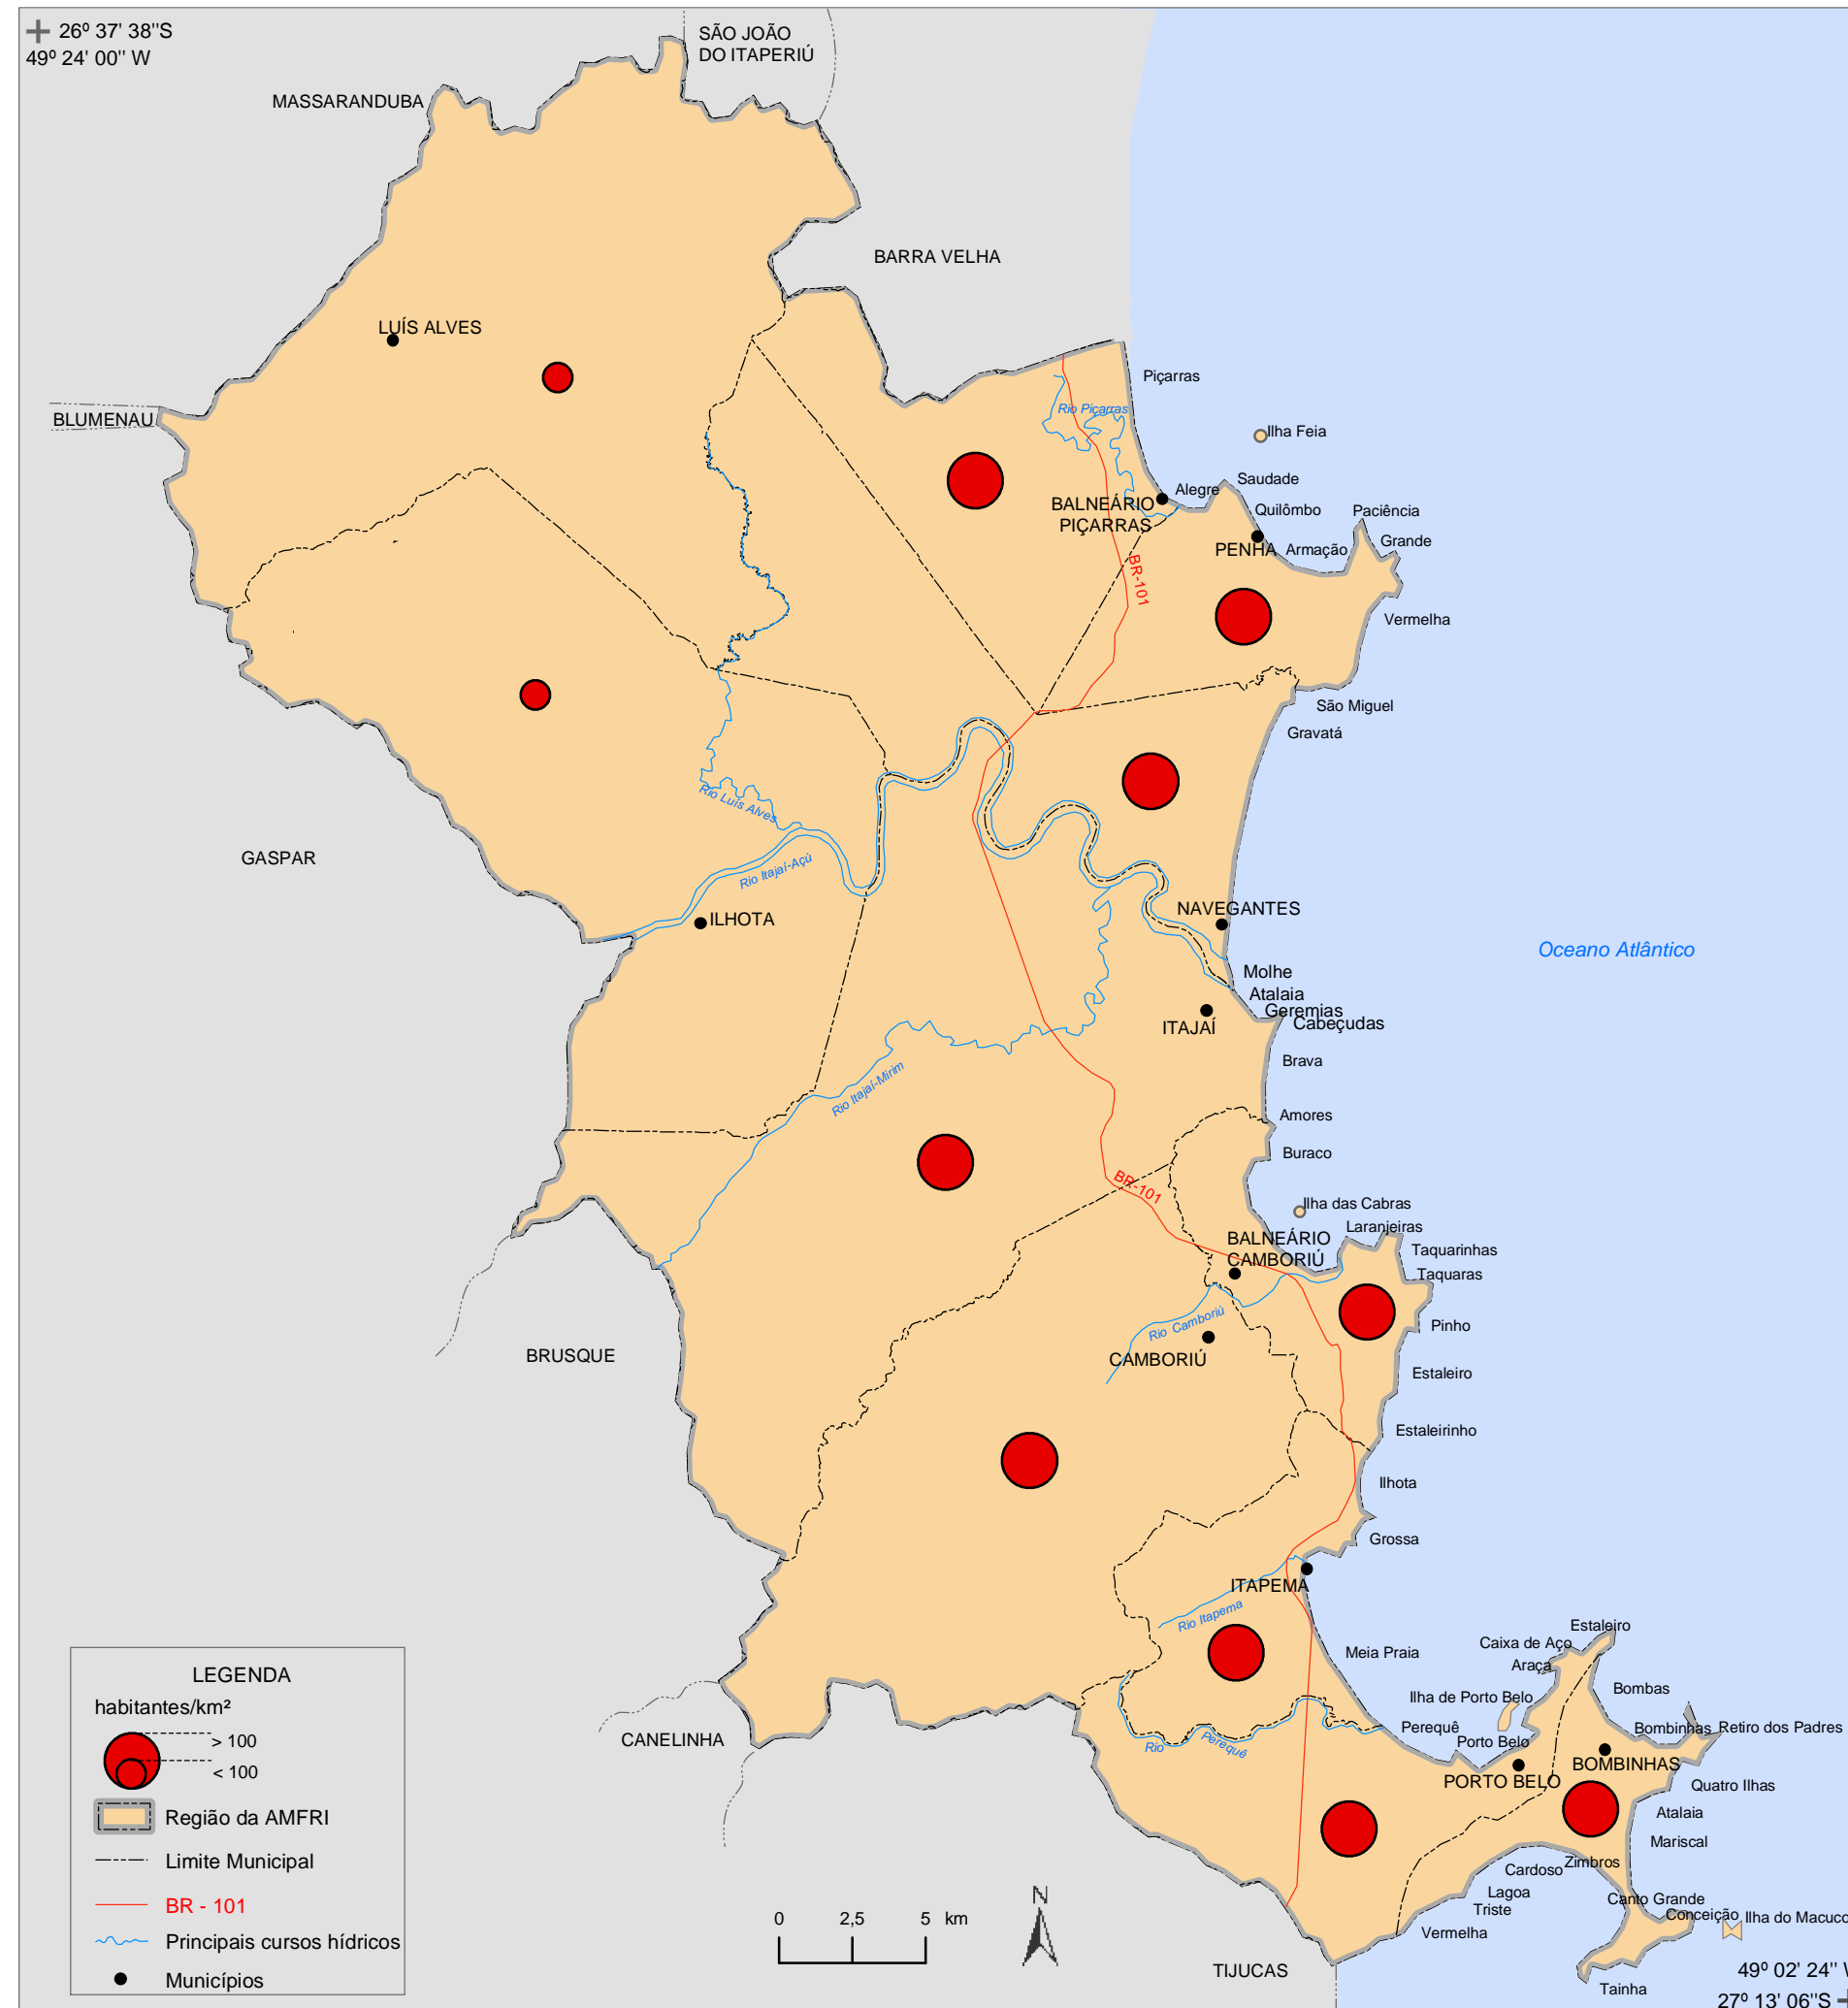 26º 37' 38''S
49º 24' 00'' W
SÃO JOÃO
DO ITAPERIÚ
MASSARANDUBA
BARRA VELHA
LUÍS ALVES
BLUMENAU
Piçarras
Rio Piçarras
Ilha Feia
Saudade
Alegre
BALNEÁRIO
PIÇARRAS
Quilômbo
Paciência
PENHA
Armação
Grande
BR-101
Vermelha
São Miguel
Gravatá
Rio Luís Alves
GASPAR
Rio Itajaí-Açú
ILHOTA
NAVEGANTES
Oceano Atlântico
Molhe
Atalaia
Geremias
Cabeçudas
ITAJAÍ
Brava
Rio Itajaí-Mirim
Amores
Buraco
BR-101
Ilha das Cabras
Laranjeiras
BALNEÁRIO
CAMBORIÚ
Taquarinhas
Taquaras
Rio Camboriú
Pinho
CAMBORIÚ
BRUSQUE
Estaleiro
Estaleirinho
Ilhota
Grossa
ITAPEMA
Rio Itapema
Estaleiro
Caixa de Aço
Meia Praia
Araça
Bombas
Ilha de Porto Belo
Perequê
Bombinhas
Retiro dos Padres
Porto Belo
CANELINHA
Rio
Perequê
BOMBINHAS
PORTO BELO
Quatro Ilhas
Atalaia
Mariscal
Zimbros
Cardoso
Lagoa
Triste
Canto Grande
Conceição
Ilha do Macuco
Vermelha
TIJUCAS
Tainha
49º 02' 24'' W
27º 13' 06''S
LEGENDA
habitantes/km²
> 100
< 100
Região da AMFRI
Limite Municipal
BR - 101
Principais cursos hídricos
Municípios
0 2,5 5 km
N